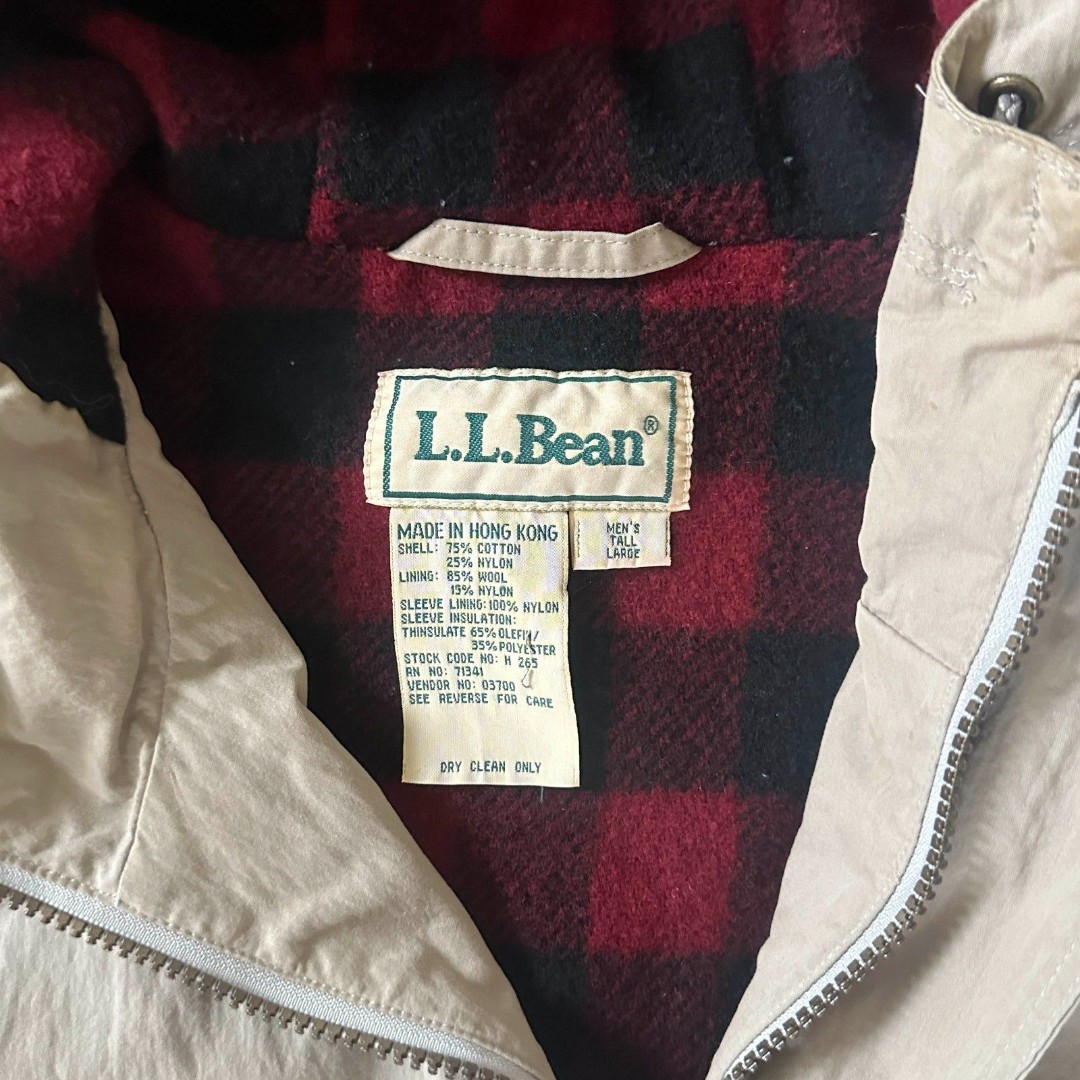 L.L.Bean®
MADE IN HONG KONG
SHELL: 75% COTTON
25% NYLON
LINING: 85% WOOL
15% NYLON
SLEEVE LINING: 100% NYLON
SLEEVE INSULATION:
THINSULATE 65% OLEFIN/
35% POLYESTER
STOCK CODE NO: H 265
RN NO: 71341
VENDOR NO: 03700
SEE REVERSE FOR CARE
DRY CLEAN ONLY
MEN'S
TALL
LARGE